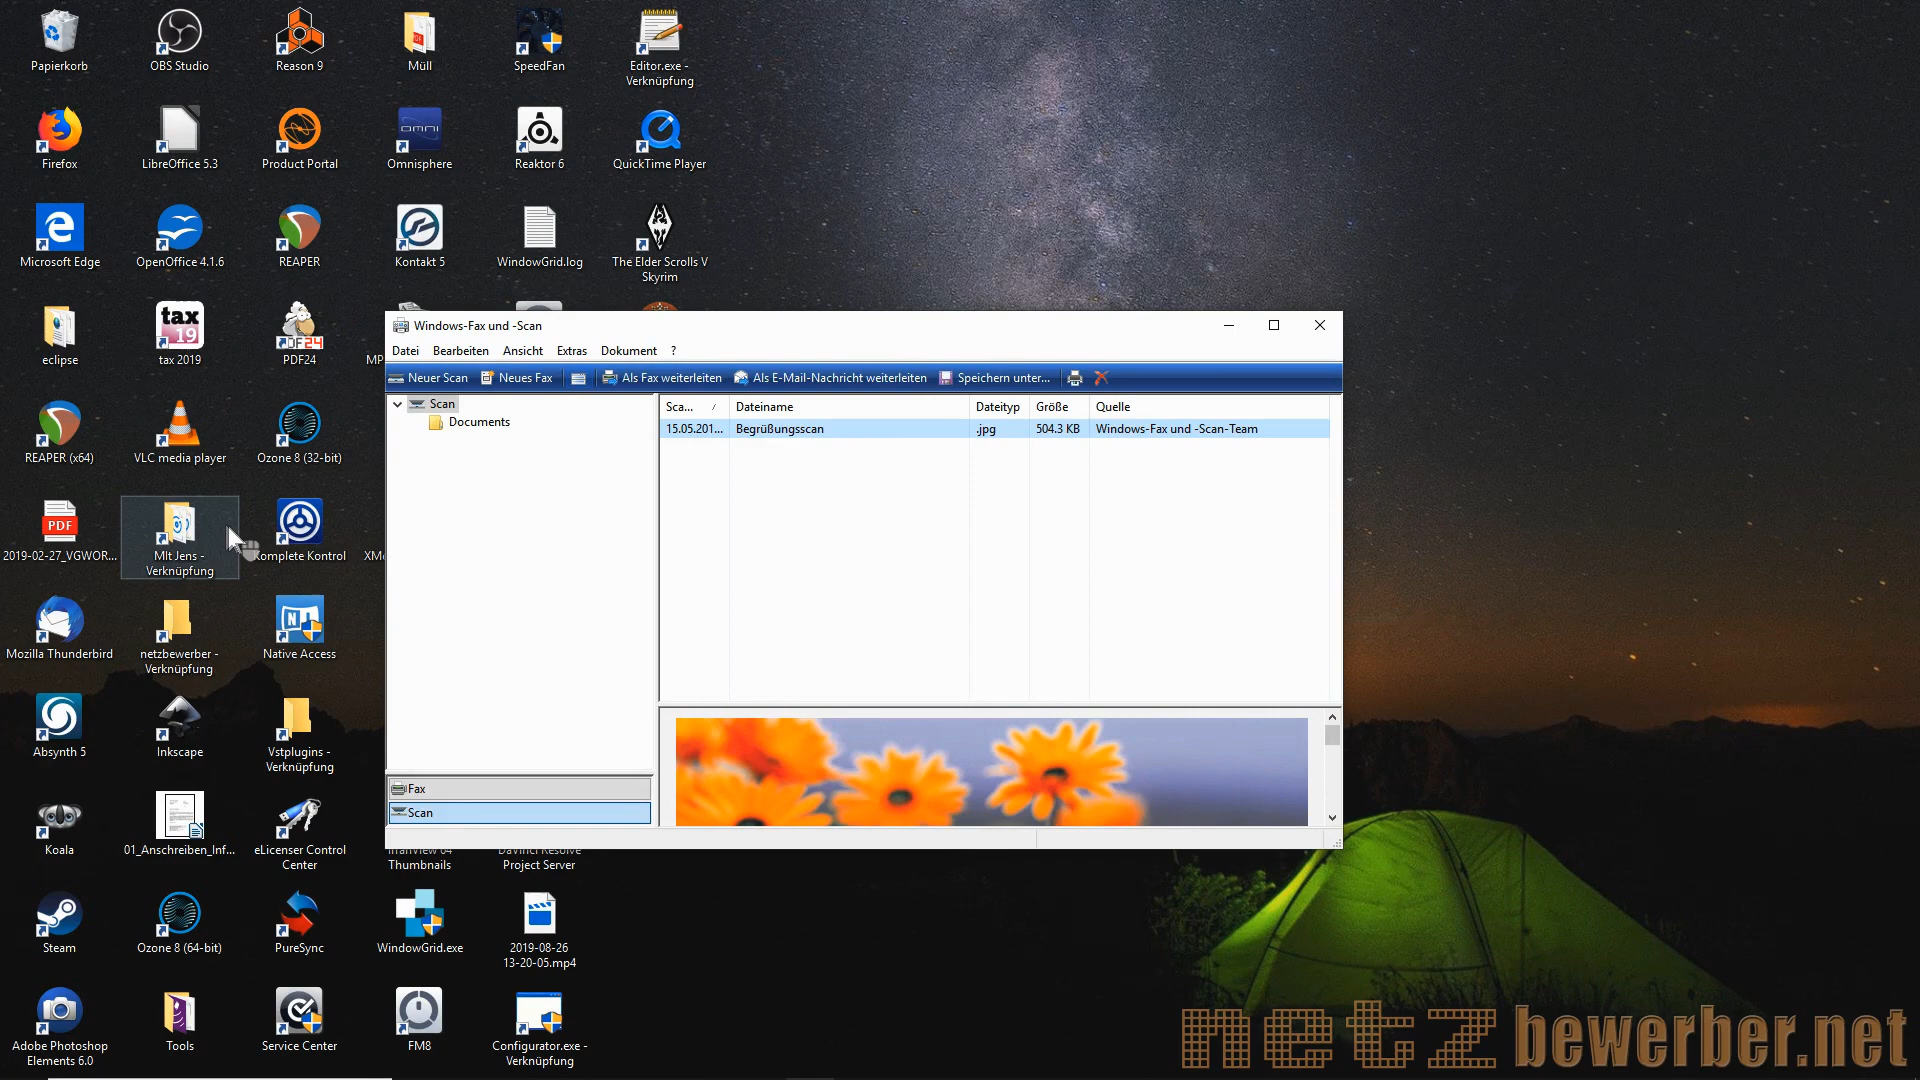 Papierkorb
OBS Studio
Reason 9
Müll
SpeedFan
Editor.exe -
Verknüpfung
Firefox
LibreOffice 5.3
Product Portal
OMNI
Omnisphere
Reaktor 6
QuickTime Player
Microsoft Edge
OpenOffice 4.1.6
REAPER
Kontakt 5
WindowGrid.log
The Elder Scrolls V
Skyrim
eclipse
tax
19
tax 2019
PDF24
MP
Windows-Fax und -Scan
Datei
Bearbeiten
Ansicht
Extras
Dokument
?
Neuer Scan
Neues Fax
Als Fax weiterleiten
Als E-Mail-Nachricht weiterleiten
Speichern unter...
Scan
Documents
Sca...
Dateiname
Dateityp
Größe
Quelle
15.05.201...
Begrüßungsscan
.jpg
504.3 KB
Windows-Fax und -Scan-Team
Fax
Scan
REAPER (x64)
VLC media player
Ozone 8 (32-bit)
PDF
2019-02-27_VGWOR...
MIt Jens -
Verknüpfung
Komplete Kontrol
Mozilla Thunderbird
netzbewerber -
Verknüpfung
Native Access
Absynth 5
Inkscape
Vstplugins -
Verknüpfung
Koala
01_Anschreiben_Inf...
eLicenser Control
Center
Thumbnails
DaVinci Resolve
Project Server
Steam
Ozone 8 (64-bit)
PureSync
WindowGrid.exe
2019-08-26
13-20-05.mp4
Adobe Photoshop
Elements 6.0
Tools
Service Center
FM8
Configurator.exe -
Verknüpfung
netzbewerber.net